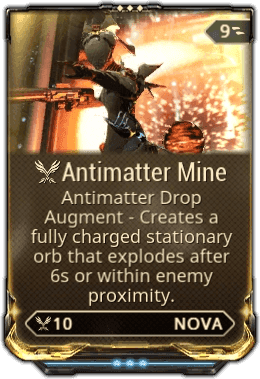 9
Antimatter Mine
Antimatter Drop
Augment - Creates a
fully charged stationary
orb that explodes after
6s or within enemy
proximity.
10 NOVA